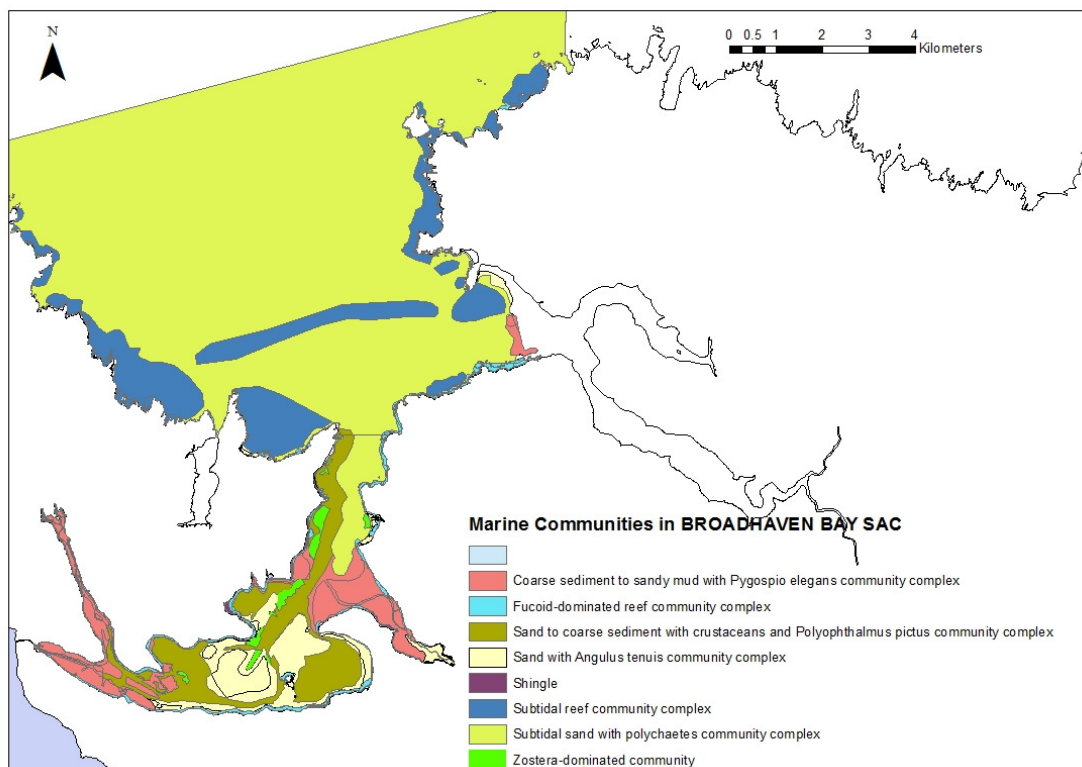 N
0 0.5 1 2 3 4
Kilometers
Marine Communities in BROADHAVEN BAY SAC
Coarse sediment to sandy mud with Pygospio elegans community complex
Fucoid-dominated reef community complex
Sand to coarse sediment with crustaceans and Polyophthalmus pictus community complex
Sand with Angulus tenuis community complex
Shingle
Subtidal reef community complex
Subtidal sand with polychaetes community complex
Zostera-dominated community